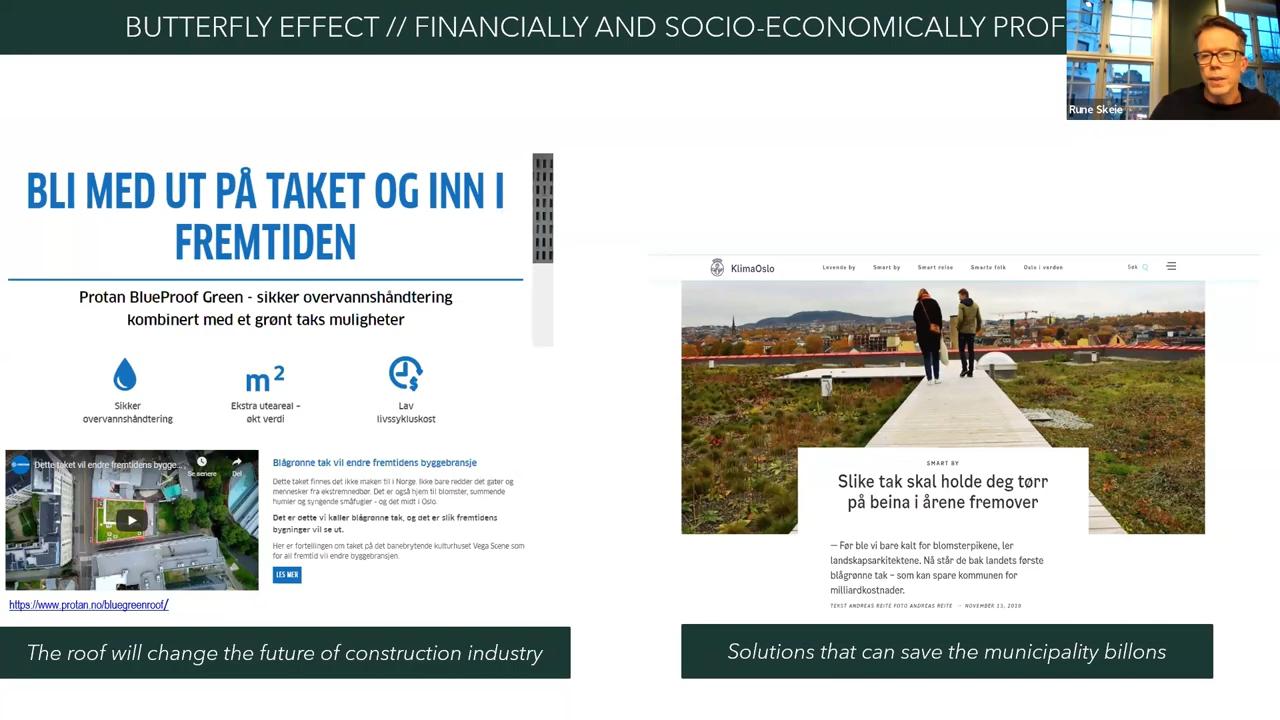 BUTTERFLY EFFECT // FINANCIALLY AND SOCIO-ECONOMICALLY PROF
Rune Skeie
BLI MED UT PÅ TAKET OG INN I
FREMTIDEN
Protan BlueProof Green - sikker overvannshåndtering
kombinert med et grønt taks muligheter
m²
Sikker
overvannshåndtering
Ekstra uteareal –
økt verdi
Lav
livssykluskost
Dette taket vil endre fremtidens bygge...
Se senere
Del
Blågrønne tak vil endre fremtidens byggebransje
Dette taket finnes det ikke maken til i Norge. Ikke bare redder det gater og
mennesker fra ekstremnedbør. Det er også hjem til blomster, summende
humler og syngende småfugler - og det midt i Oslo.
Det er dette vi kaller blågrønne tak, og det er slik fremtidens
bygninger vil se ut.
Her er fortellingen om taket på det banebrytende kulturhuset Vega Scene som
for all fremtid vil endre byggebransjen.
LES MER
https://www.protan.no/bluegreenroof/
The roof will change the future of construction industry
KlimaOslo
Levende by
Smart by
Smart reise
Smarte folk
Oslo i verden
Søk
SMART BY
Slike tak skal holde deg tørr
på beina i årene fremover
— Før ble vi bare kalt for blomsterpikene, ler
landskapsarkitektene. Nå står de bak landets første
blågrønne tak – som kan spare kommunen for
milliardkostnader.
TEKST ANDREAS REITE FOTO ANDREAS REITE — NOVEMBER 13, 2019
Solutions that can save the municipality billons